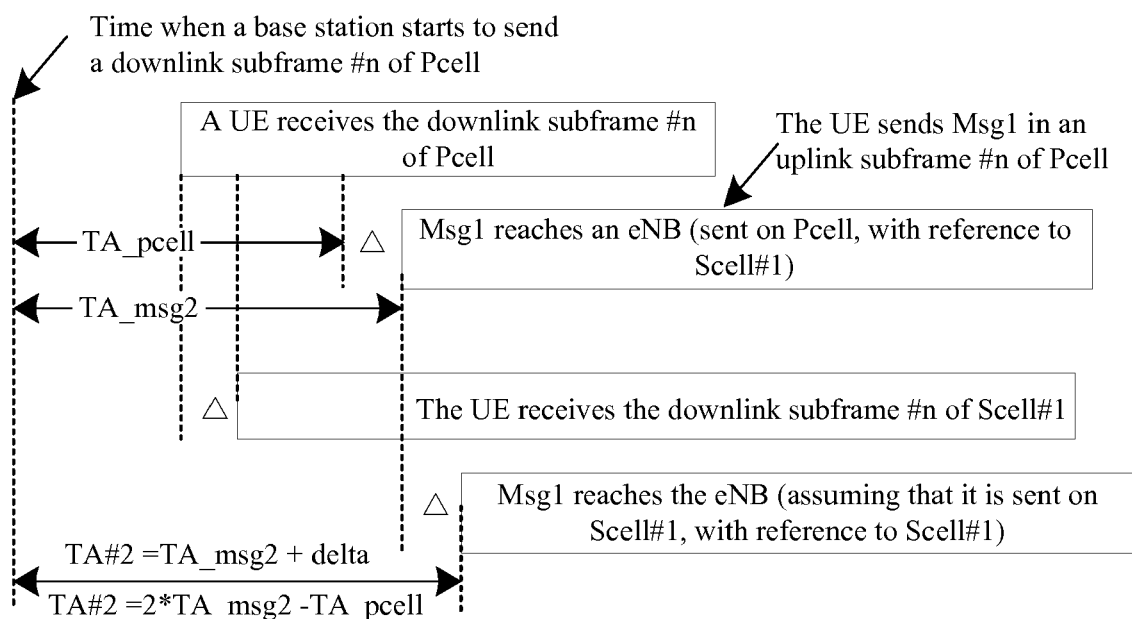 Time when a base station starts to send
a downlink subframe #n of Pcell
A UE receives the downlink subframe #n
of Pcell
The UE sends Msg1 in an
uplink subframe #n of Pcell
TA_pcell
△
Msg1 reaches an eNB (sent on Pcell, with reference to
Scell#1)
TA_msg2
△
The UE receives the downlink subframe #n of Scell#1
△
Msg1 reaches the eNB (assuming that it is sent on
Scell#1, with reference to Scell#1)
TA#2 =TA_msg2 + delta
TA#2 =2*TA_msg2 -TA_pcell